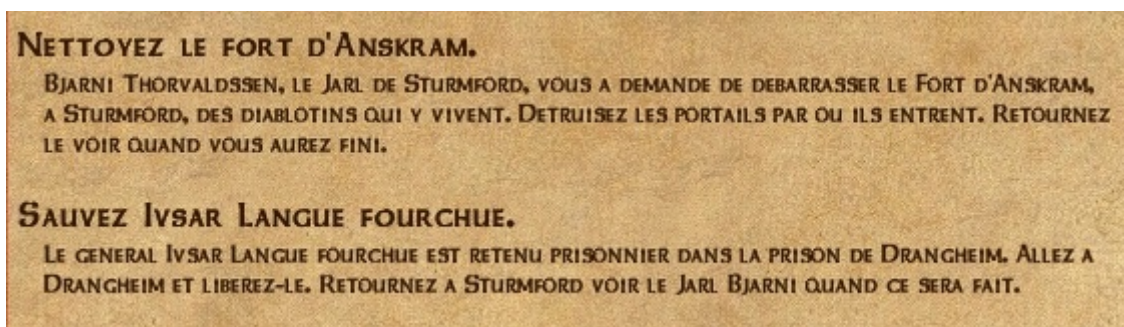 Nettoyez le fort d'Anskram.
Bjarni Thorvaldssen, le Jarl de Sturmford, vous a demande de debarrasser le Fort d'Anskram,
a Sturmford, des diablotins qui y vivent. Detruisez les portails par ou ils entrent. Retournez
le voir quand vous aurez fini.
Sauvez Ivsar Langue fourchue.
Le general Ivsar Langue fourchue est retenu prisonnier dans la prison de Drangheim. Allez a
Drangheim et liberez-le. Retournez a Sturmford voir le Jarl Bjarni quand ce sera fait.